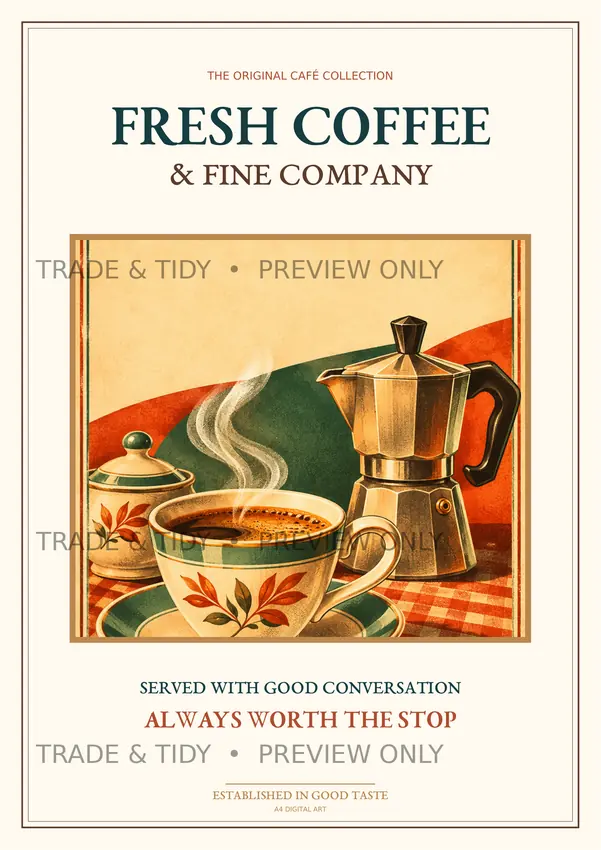 THE ORIGINAL CAFÉ COLLECTION
FRESH COFFEE
& FINE COMPANY
TRADE & TIDY • PREVIEW ONLY
TRADE & TIDY • PREVIEW ONLY
SERVED WITH GOOD CONVERSATION
ALWAYS WORTH THE STOP
TRADE & TIDY • PREVIEW ONLY
ESTABLISHED IN GOOD TASTE
A4 DIGITAL ART